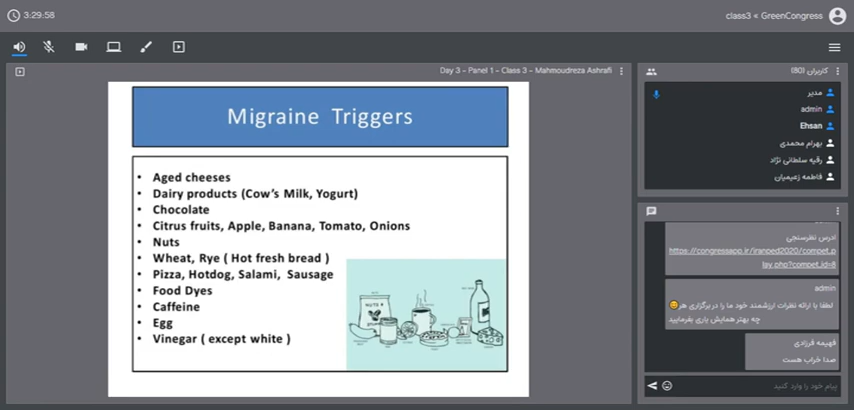 3:29:58
class3 « GreenCongress
Day 3 - Panel 1 - Class 3 - Mahmoudreza Ashrafi
Migraine Triggers
• Aged cheeses
• Dairy products (Cow's Milk, Yogurt)
• Chocolate
• Citrus fruits, Apple, Banana, Tomato, Onions
• Nuts
• Wheat, Rye ( Hot fresh bread )
• Pizza, Hotdog, Salami, Sausage
• Food Dyes
• Caffeine
• Egg
• Vinegar ( except white )
کاربران (80)
مدیر
admin
Ehsan
بهرام محمدی
رقیه سلطانی نژاد
فاطمه زعیمیان
ادرس نظرسنجی
https://congressapp.ir/iranped2020/compet.p
lay.php?compet_id=8
admin
لطفا با ارائه نظرات ارزشمند خود ما را در برگزاری هر
چه بهتر همایش یاری بفرمایید
فهیمه فرزادی
صدا خراب هست
پیام خود را وارد کنید